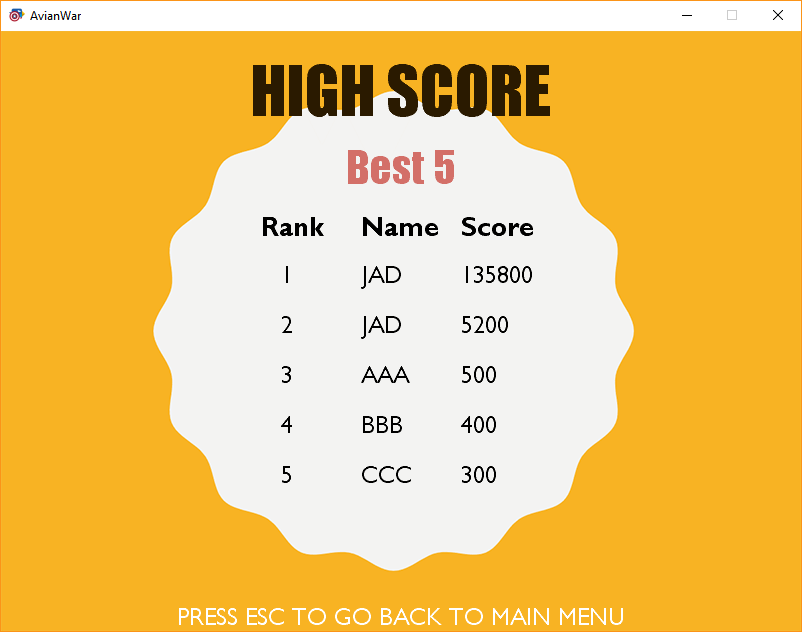 AvianWar
HIGH SCORE
Best 5
Rank Name Score
1 JAD 135800
2 JAD 5200
3 AAA 500
4 BBB 400
5 CCC 300
PRESS ESC TO GO BACK TO MAIN MENU